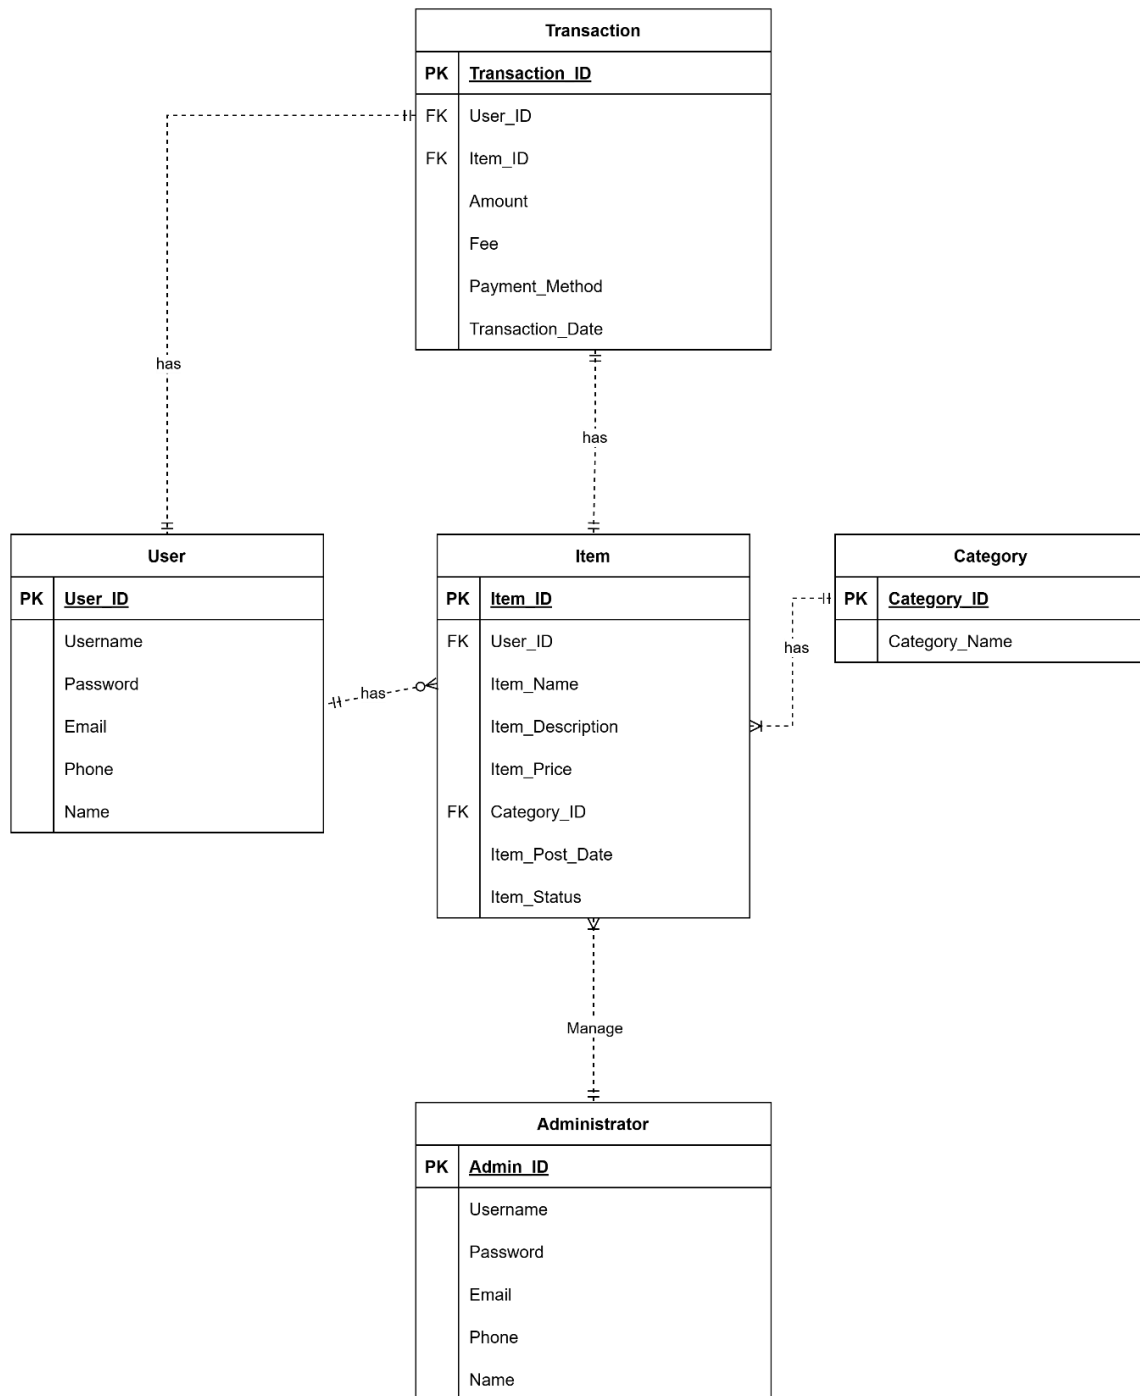 Transaction
PK Transaction_ID
FK User_ID
FK Item_ID
Amount
Fee
Payment_Method
Transaction_Date
has
has
User
PK User_ID
Username
Password
Email
Phone
Name
has
Item
PK Item_ID
FK User_ID
Item_Name
Item_Description
Item_Price
FK Category_ID
Item_Post_Date
Item_Status
has
Category
PK Category_ID
Category_Name
Manage
Administrator
PK Admin_ID
Username
Password
Email
Phone
Name